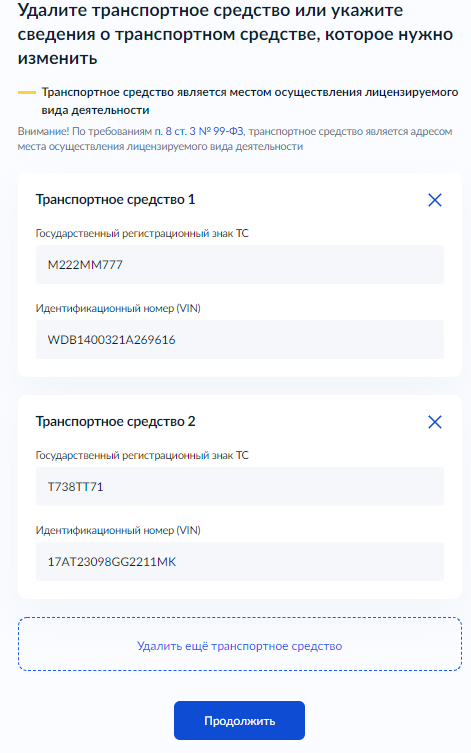 Удалите транспортное средство или укажите
сведения о транспортном средстве, которое нужно
изменить
Транспортное средство является местом осуществления лицензируемого
вида деятельности
Внимание! По требованиям п. 8 ст. 3 № 99-ФЗ, транспортное средство является адресом
места осуществления лицензируемого вида деятельности
Транспортное средство 1
Государственный регистрационный знак ТС
М222ММ777
Идентификационный номер (VIN)
WDB1400321A269616
Транспортное средство 2
Государственный регистрационный знак ТС
Т738ТТ71
Идентификационный номер (VIN)
17AT23098GG2211MK
Удалить ещё транспортное средство
Продолжить